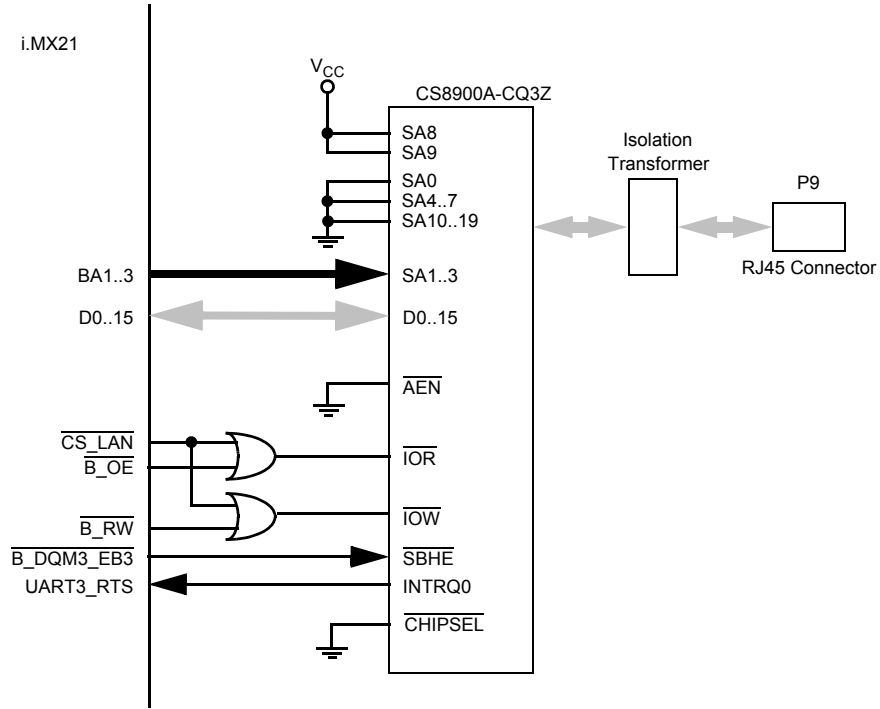 i.MX21
VCC
CS8900A-CQ3Z
SA8
SA9
SA0
SA4..7
SA10..19
Isolation
Transformer
P9
RJ45 Connector
BA1..3
SA1..3
D0..15
D0..15
AEN
CS_LAN
B_OE
IOR
B_RW
IOW
B_DQM3_EB3
SBHE
UART3_RTS
INTRQ0
CHIPSEL